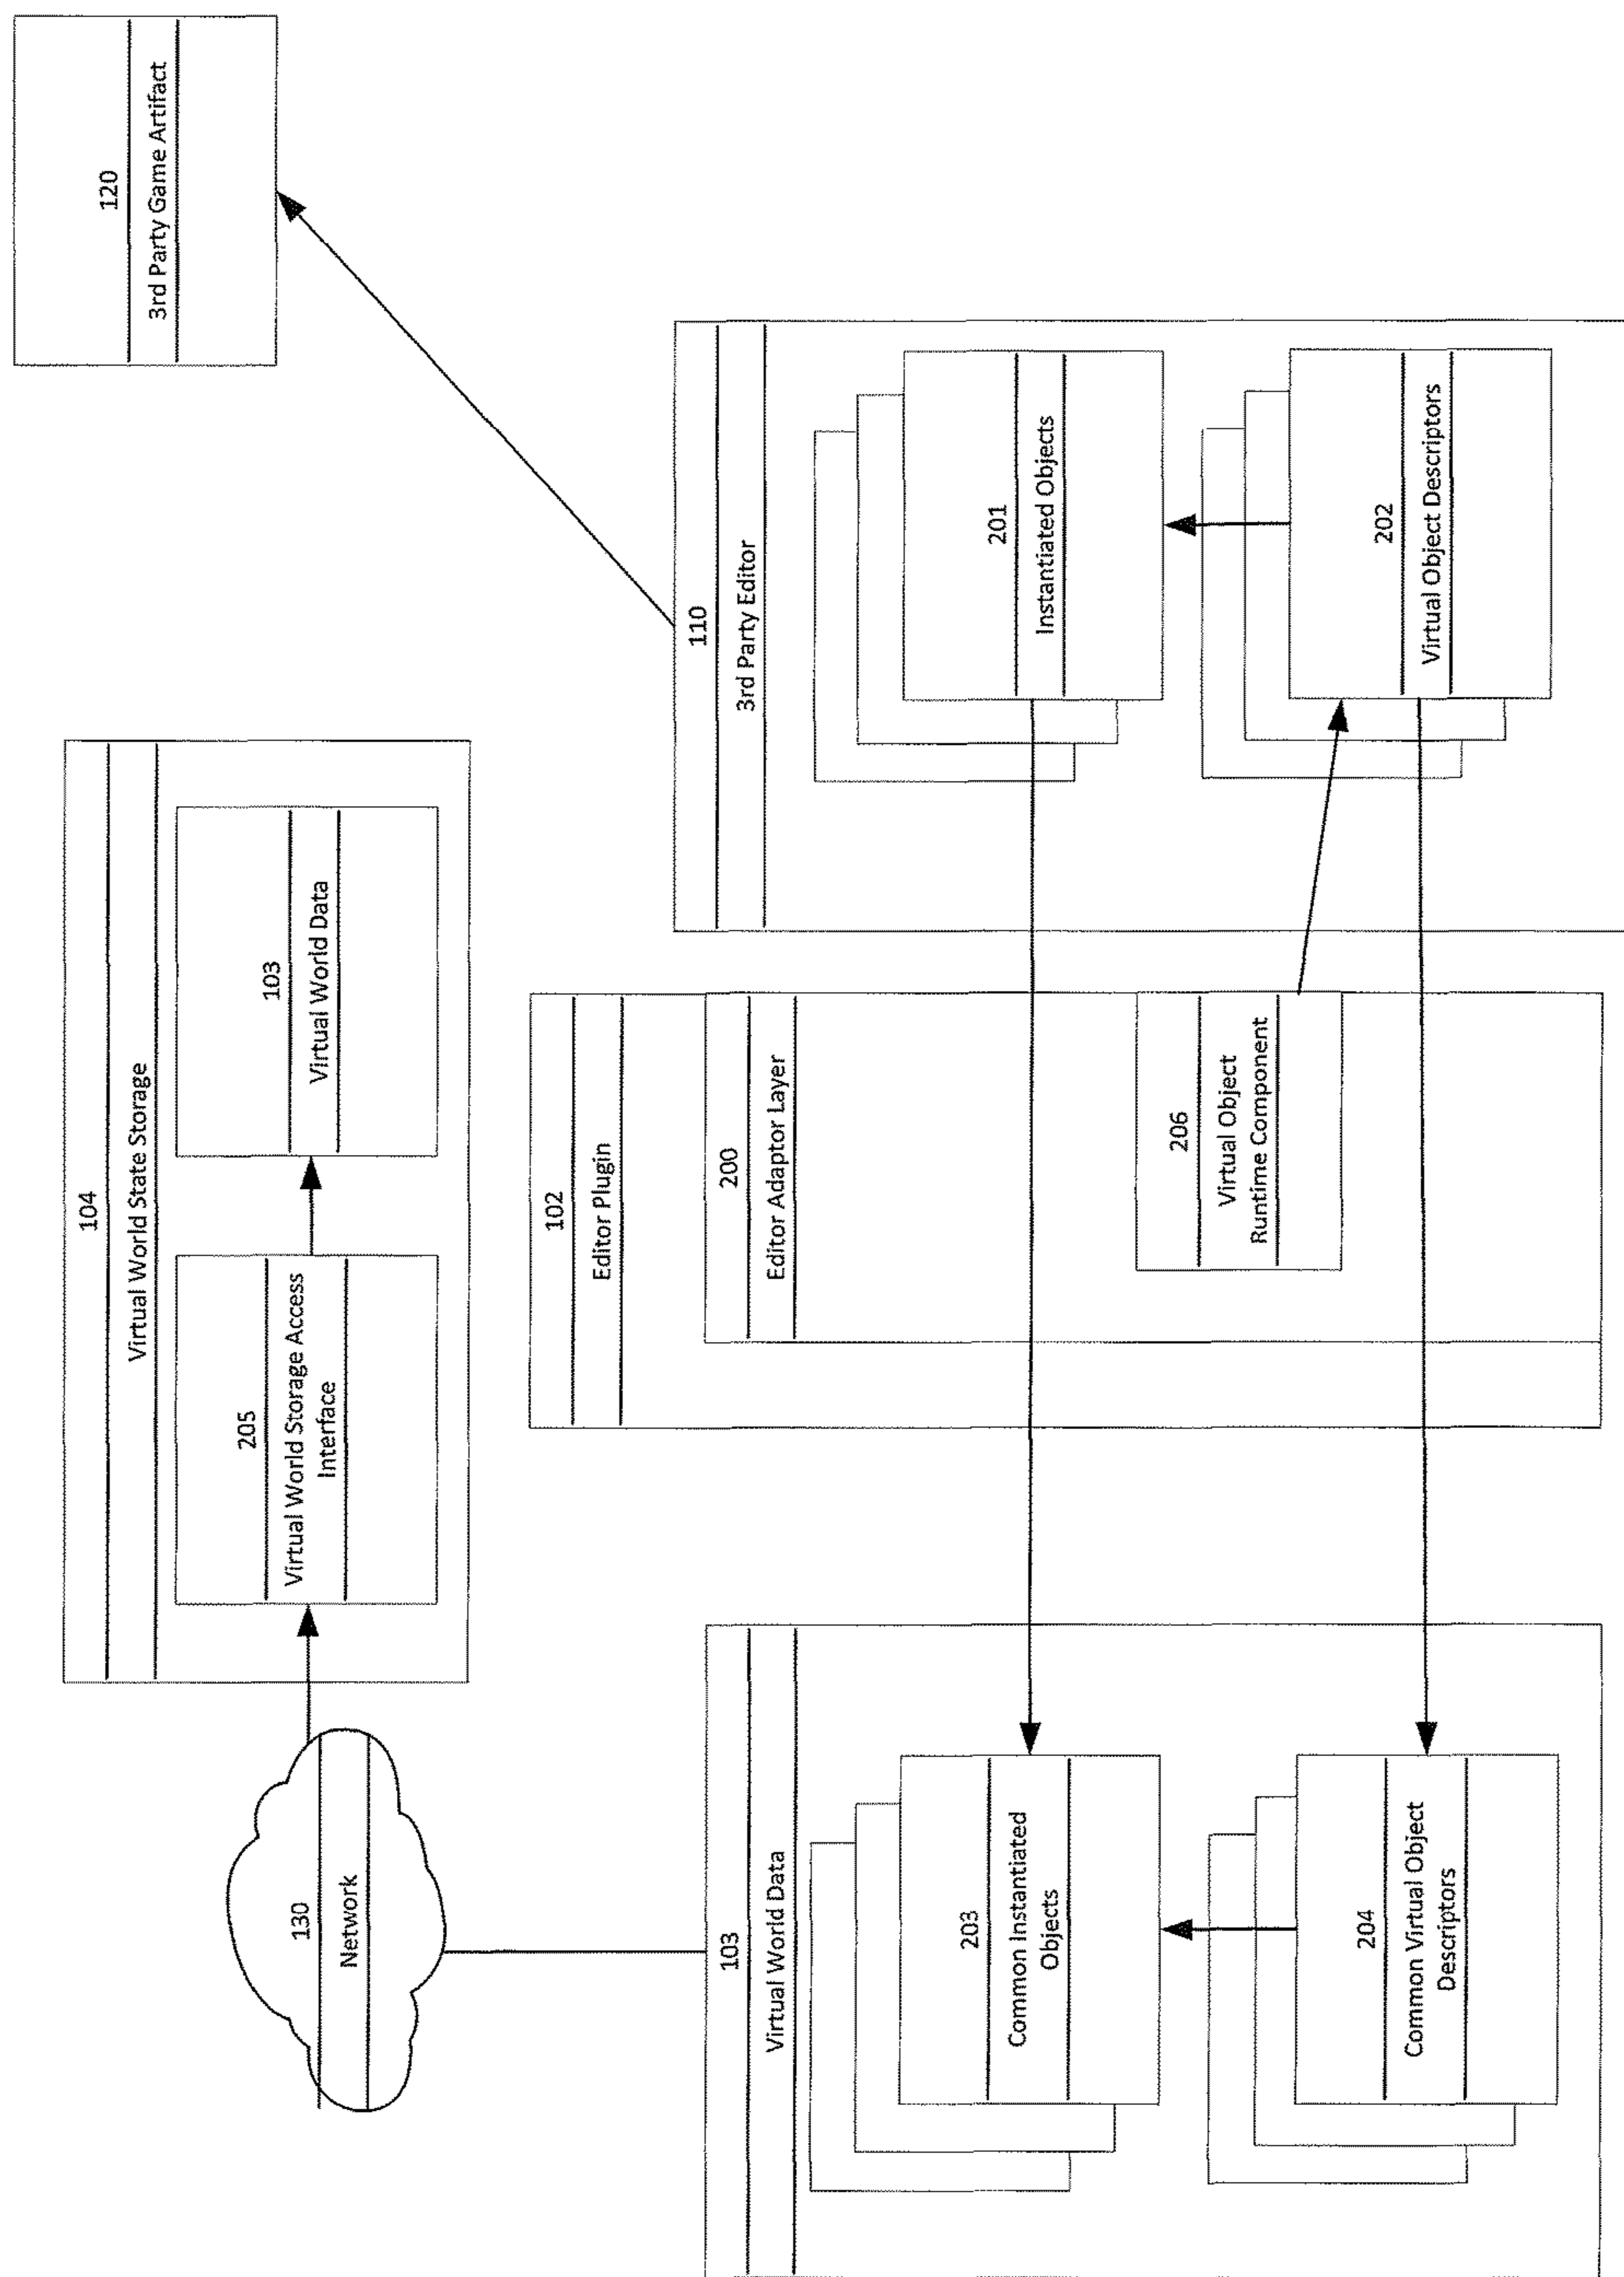 104
Virtual World State Storage
205
Virtual World Storage Access
Interface
103
Virtual World Data
120
3rd Party Game Artifact
130
Network
103
Virtual World Data
203
Common Instantiated
Objects
204
Common Virtual Object
Descriptors
102
Editor Plugin
200
Editor Adaptor Layer
206
Virtual Object
Runtime Component
110
3rd Party Editor
201
Instantiated Objects
202
Virtual Object Descriptors